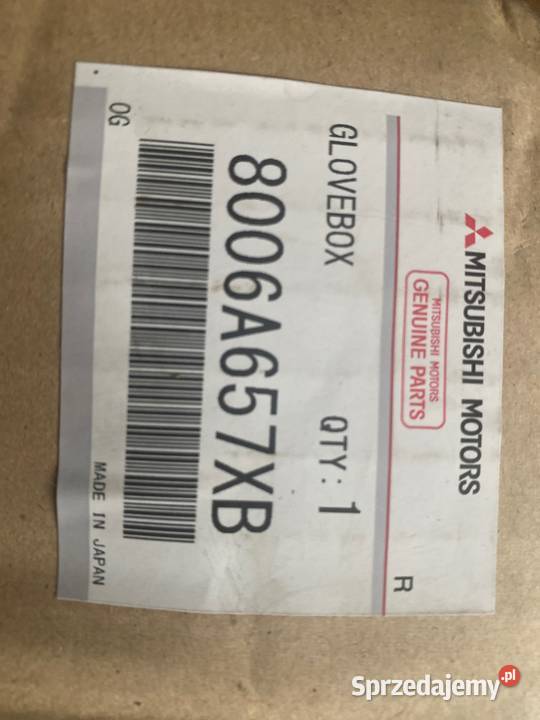 MITSUBISHI MOTORS
MITSUBISHI MOTORS
GENUINE PARTS
R
GLOVEBOX QTY: 1
8006A657XB
OG MADE IN JAPAN
Sprzedajemy.pl